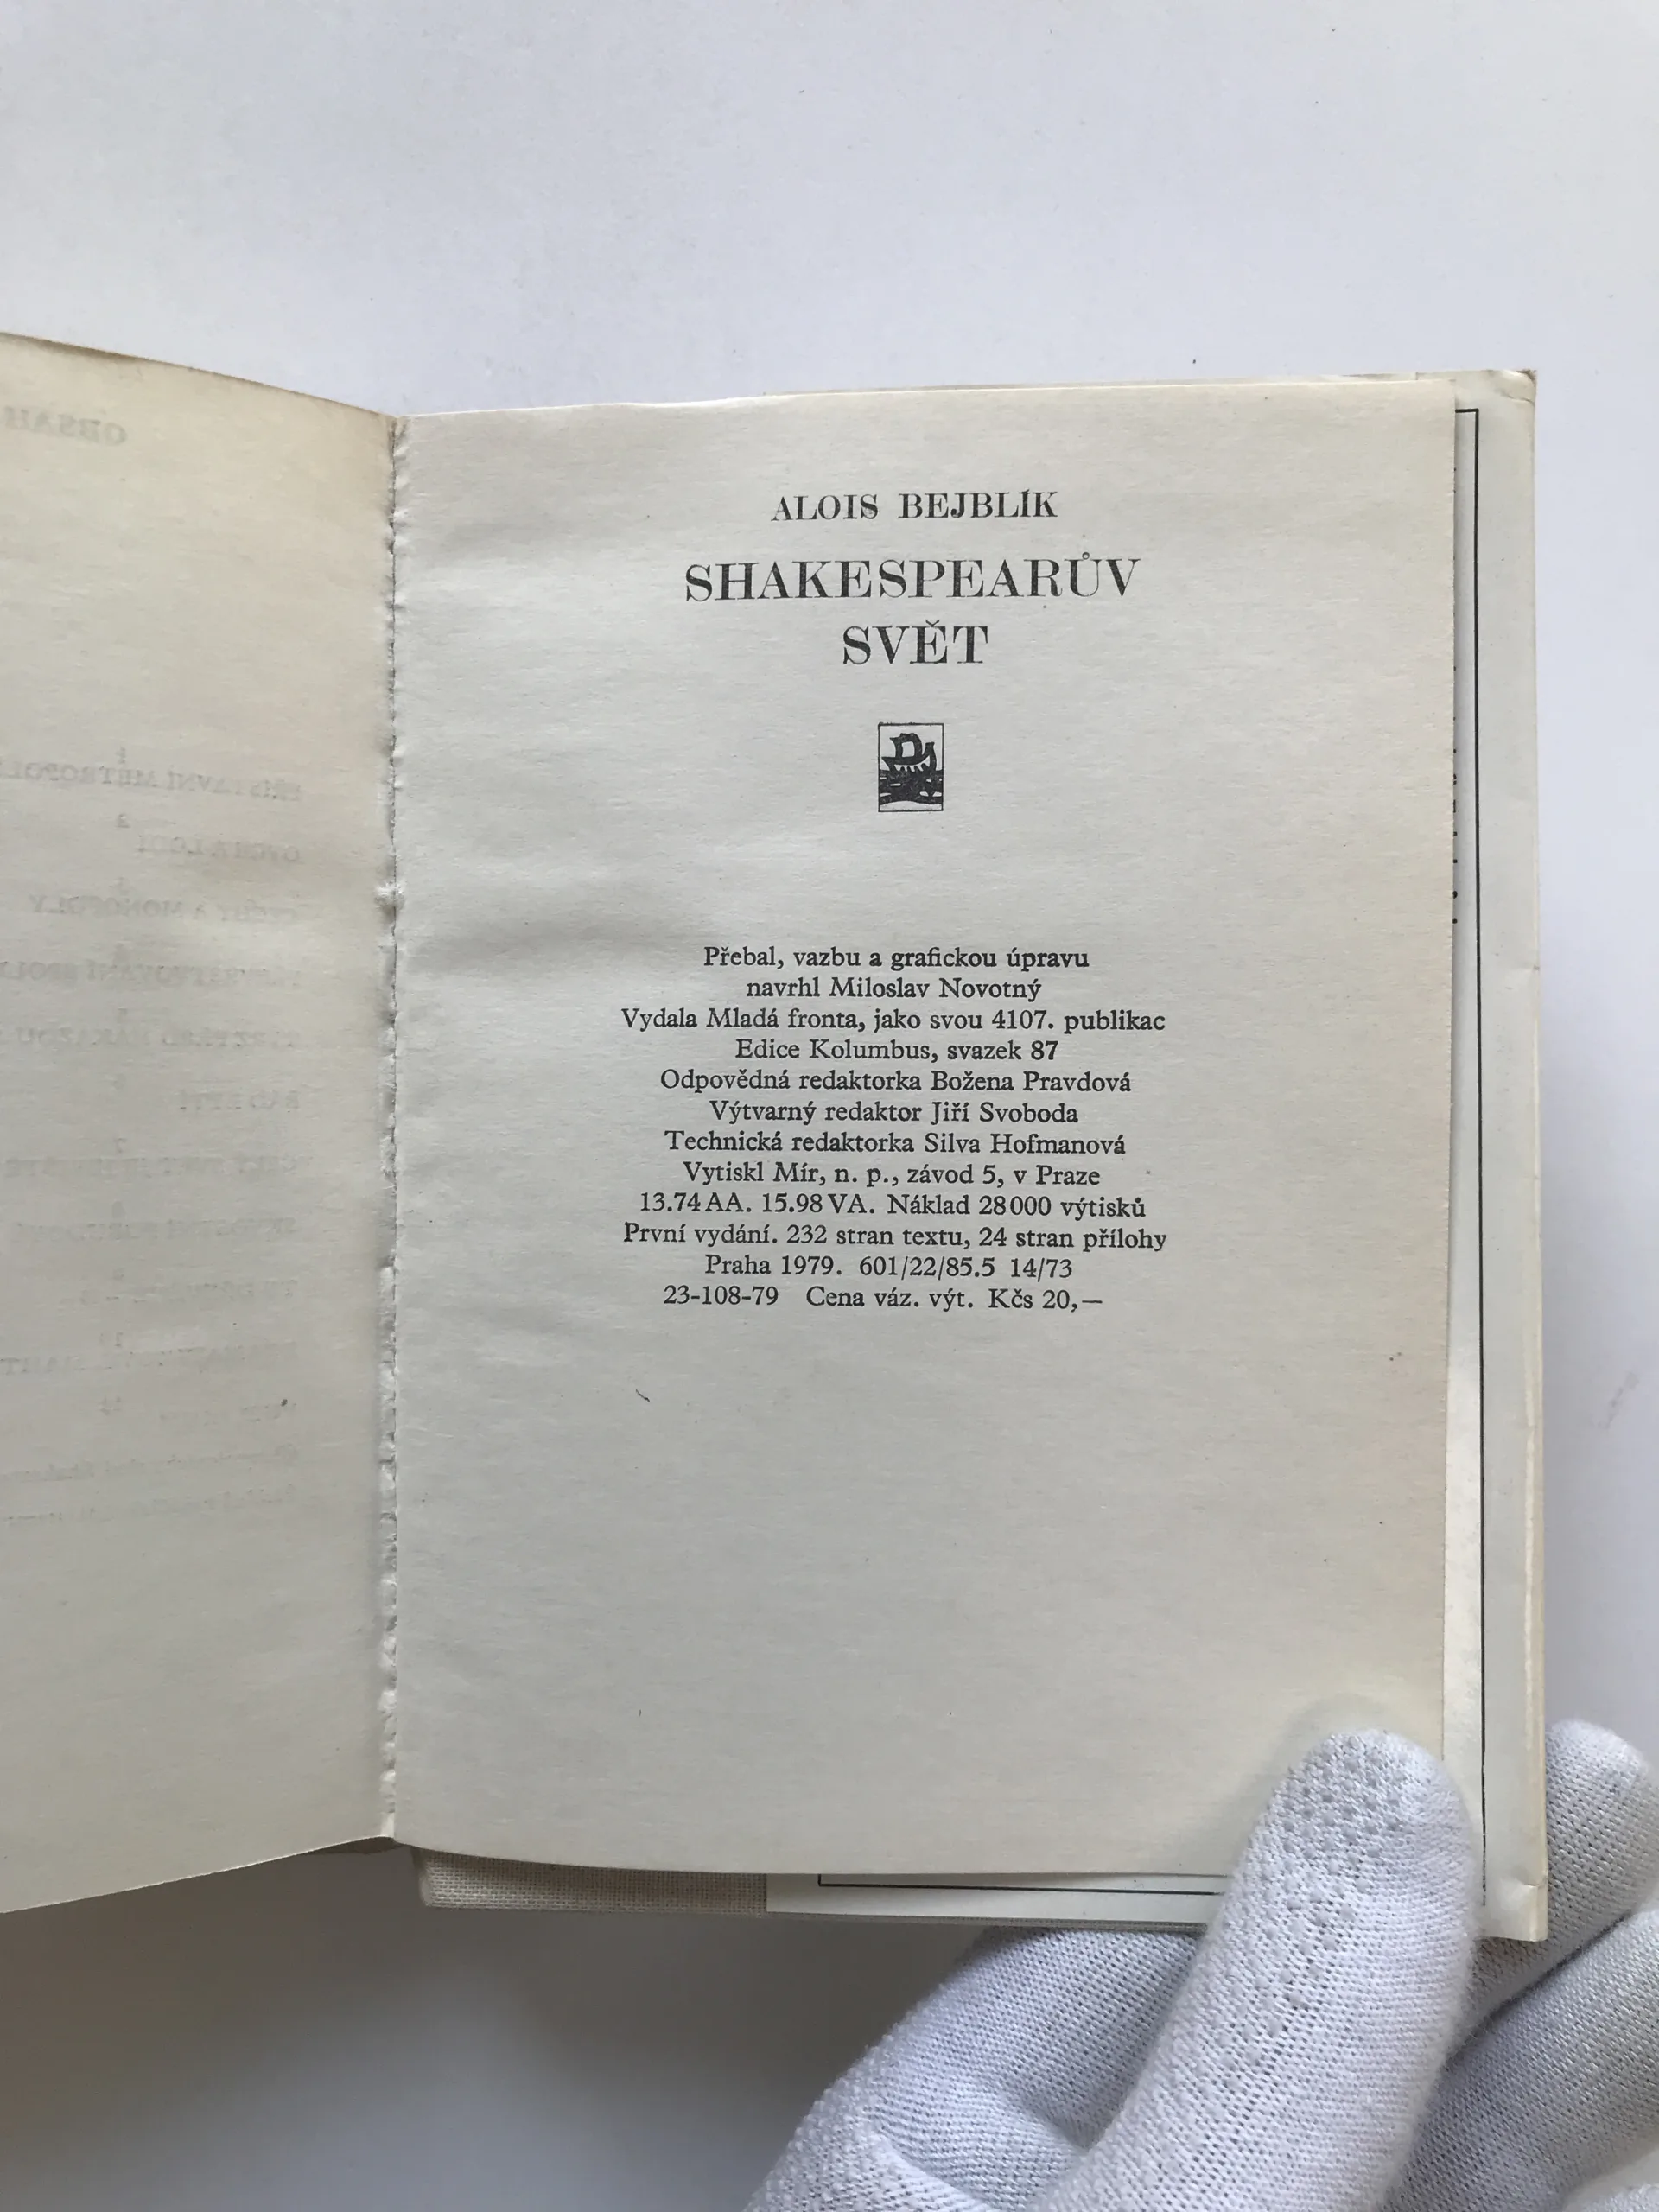 OBSAH
ALOIS BEJBLÍK
SHAKESPEARŮV
SVĚT
Přebal, vazbu a grafickou úpravu
navrhl Miloslav Novotný
Vydala Mladá fronta, jako svou 4107. publikac
Edice Kolumbus, svazek 87
Odpovědná redaktorka Božena Pravdová
Výtvarný redaktor Jiří Svoboda
Technická redaktorka Silva Hofmanová
Vytiskl Mír, n. p., závod 5, v Praze
13.74 AA. 15.98 VA. Náklad 28 000 výtisků
První vydání. 232 stran textu, 24 stran přílohy
Praha 1979. 601/22/85.5 14/73
23-108-79 Cena váz. výt. Kčs 20,—